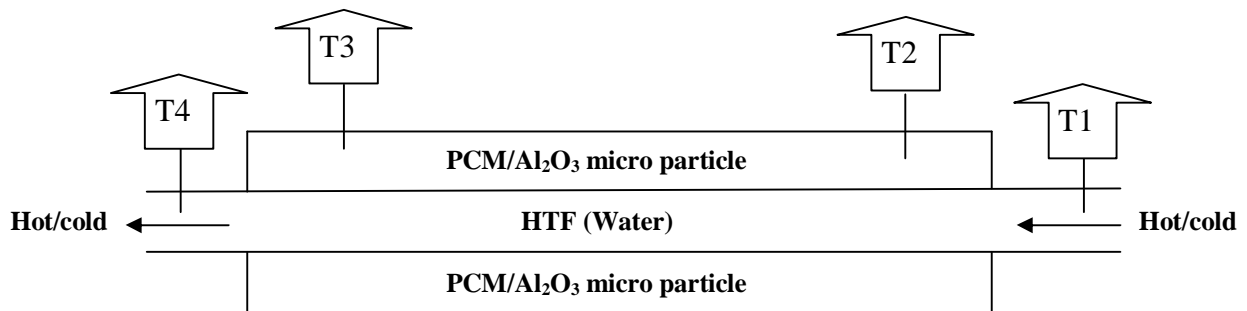 T3
T2
T4
T1
PCM/Al₂O₃ micro particle
Hot/cold
HTF (Water)
Hot/cold
PCM/Al₂O₃ micro particle